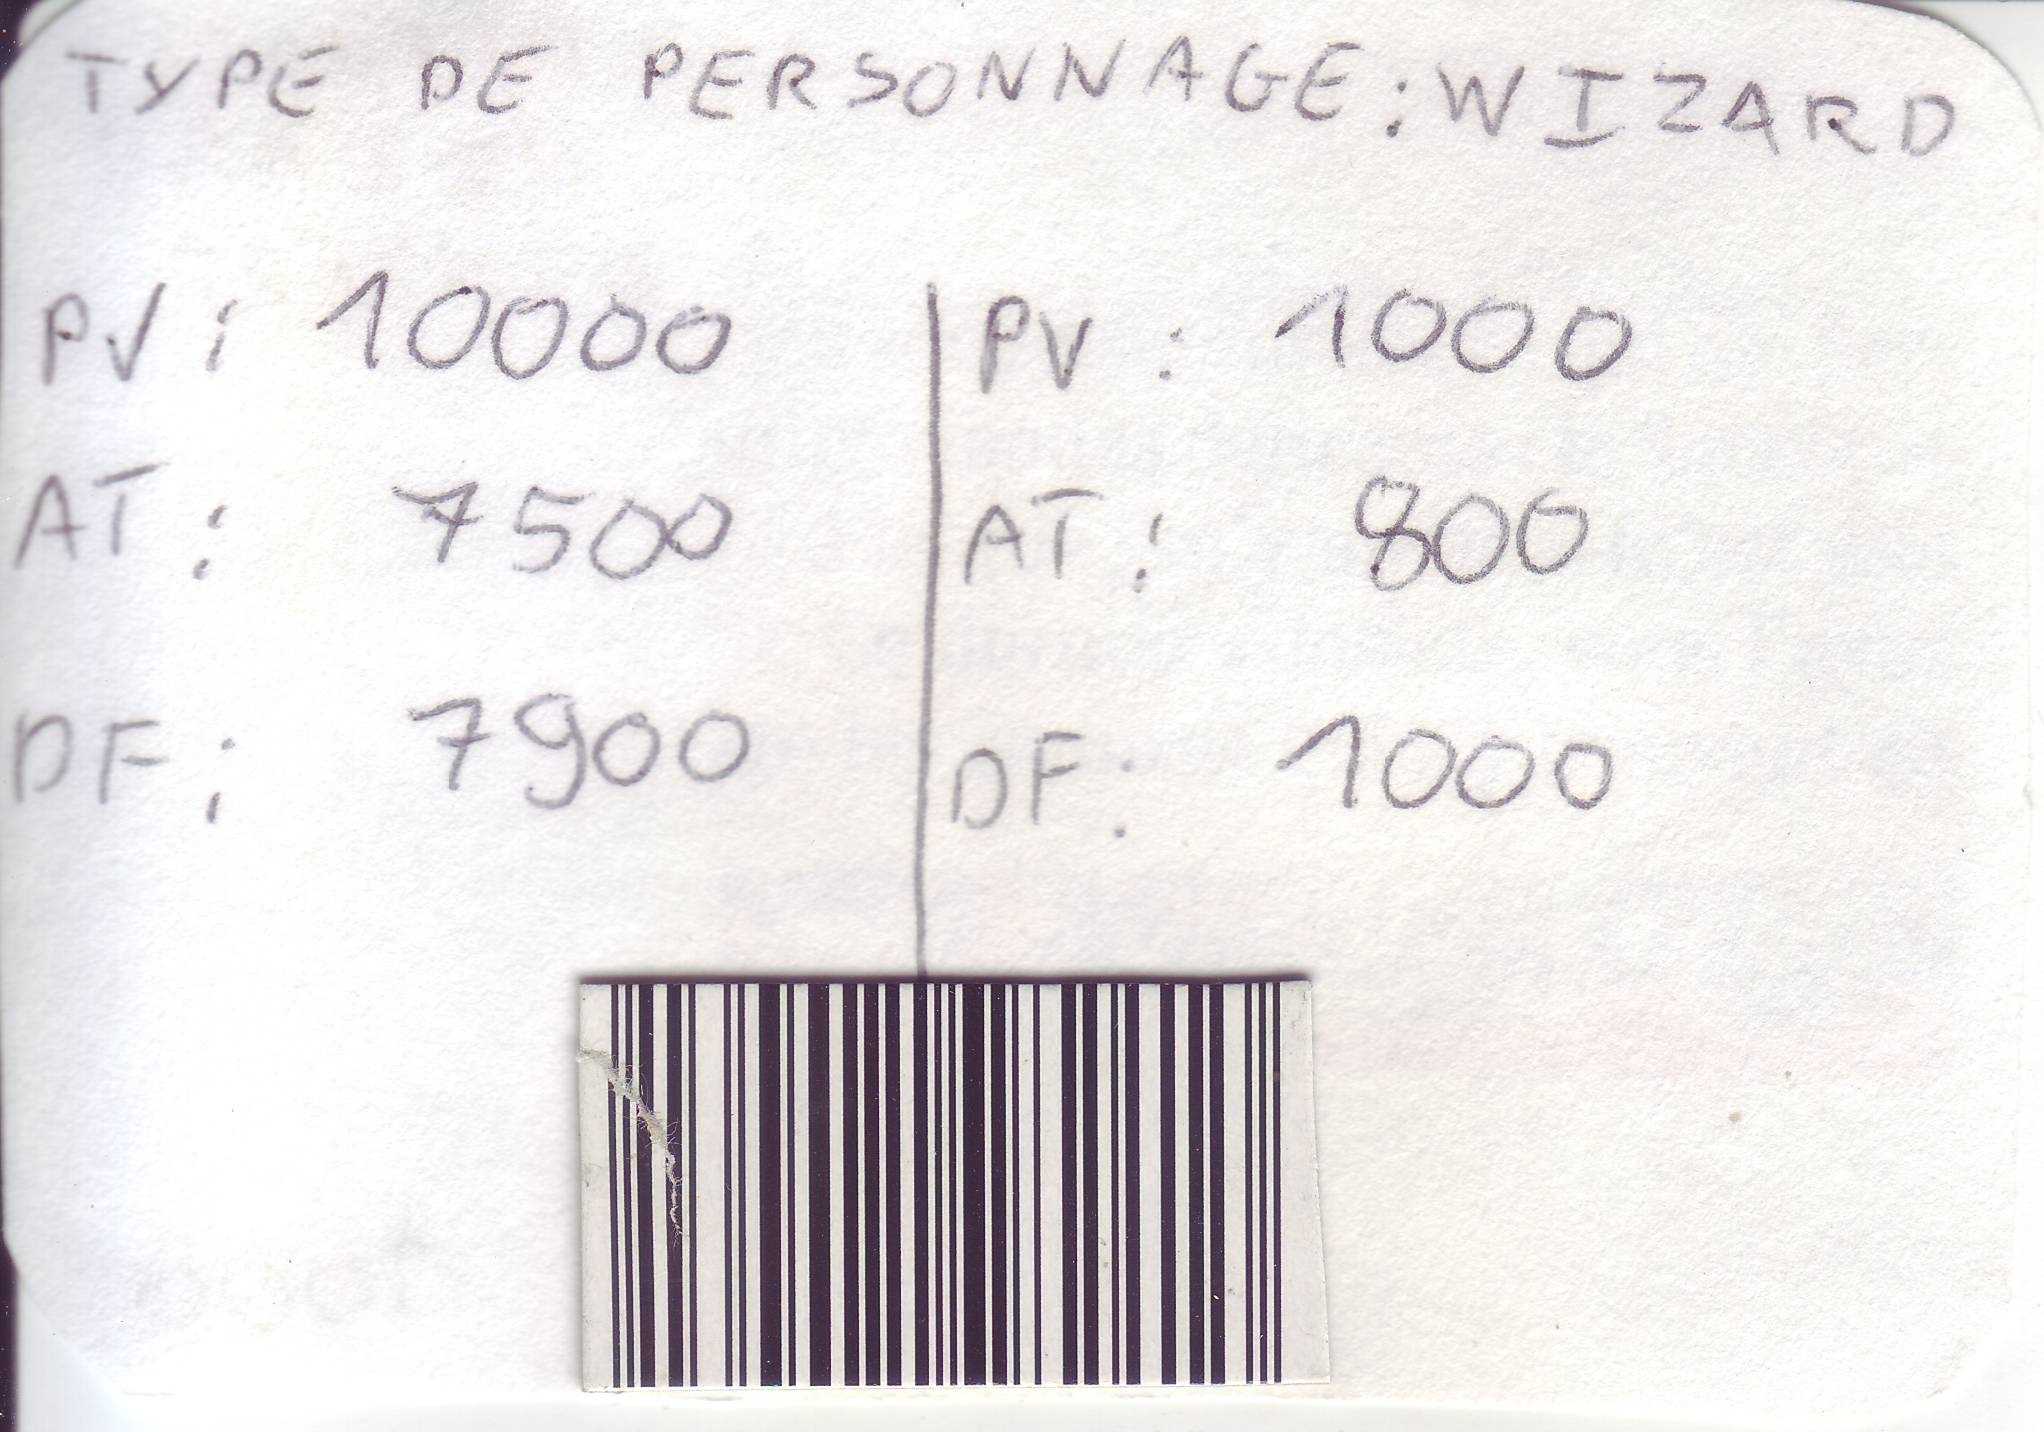 TYPE DE PERSONNAGE : WIZARD
PV : 10000
AT : 7500
DF : 7900
PV : 1000
AT : 800
DF : 1000